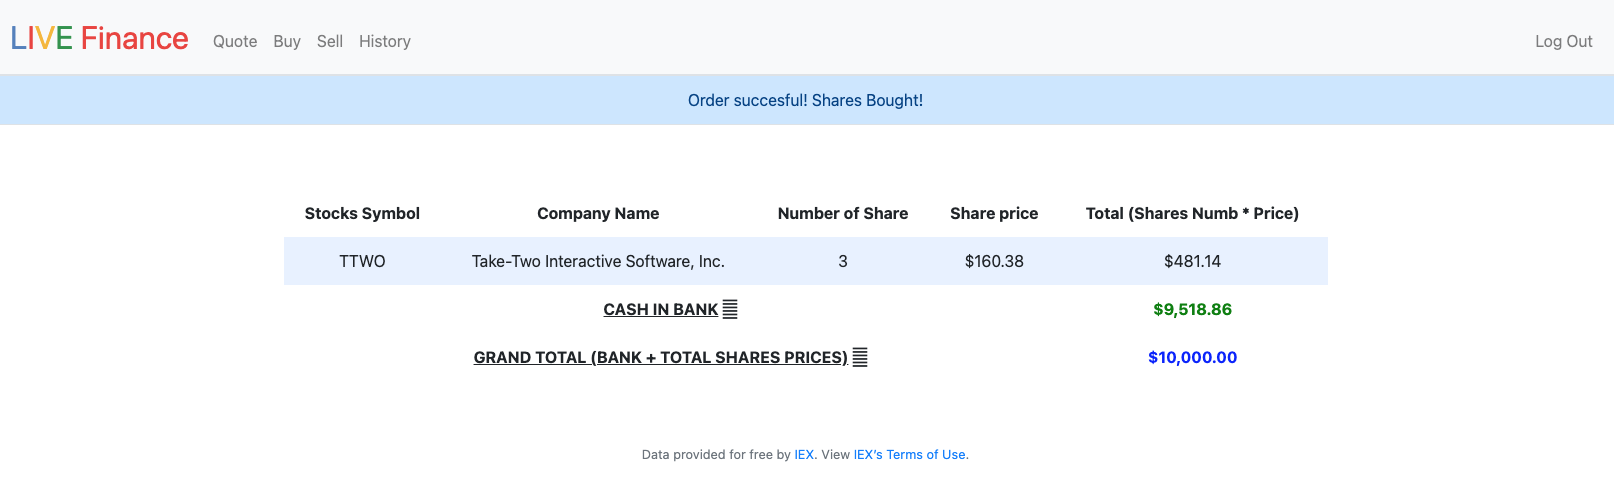 LIVE Finance Quote Buy Sell History Log Out
Order succesful! Shares Bought!
Stocks Symbol Company Name Number of Share Share price Total (Shares Numb * Price)
TTWO Take-Two Interactive Software, Inc. 3 $160.38 $481.14
CASH IN BANK $9,518.86
GRAND TOTAL (BANK + TOTAL SHARES PRICES) $10,000.00
Data provided for free by IEX. View IEX's Terms of Use.